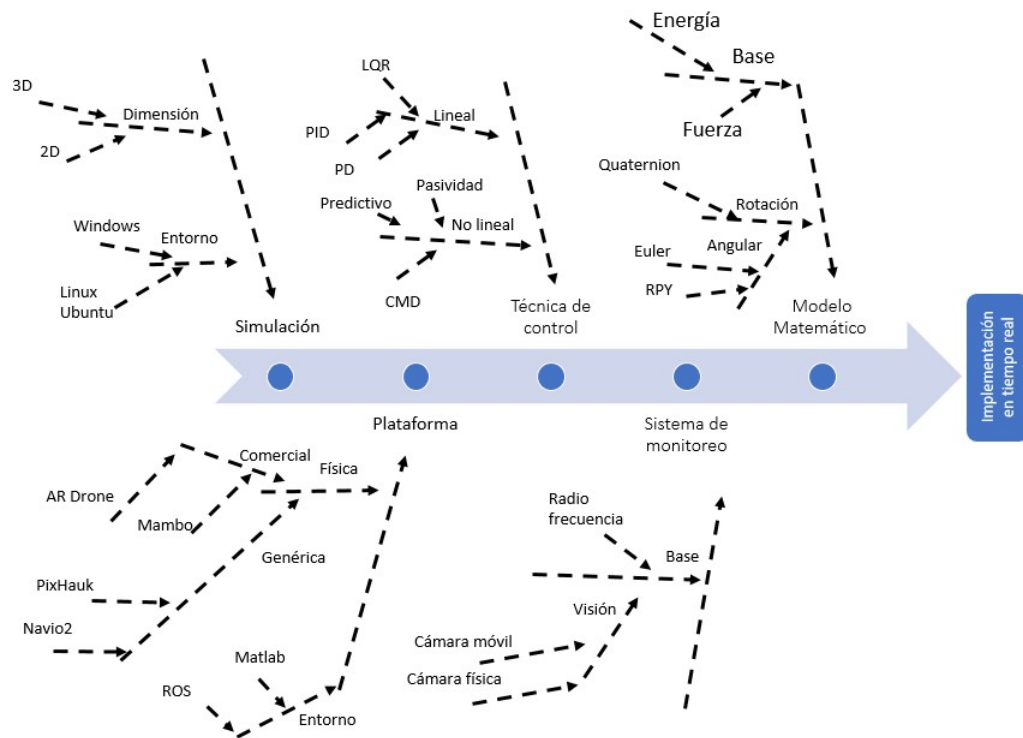 3D
Dimensión
2D
Windows
Entorno
Linux
Ubuntu
Simulación
LQR
Lineal
PID
PD
Pasividad
Predictivo
No lineal
CMD
Técnica de
control
Energía
Base
Fuerza
Quaternion
Rotación
Angular
Euler
RPY
Modelo
Matemático
Implementación
en tiempo real
Plataforma
Comercial
Física
AR Drone
Mambo
Genérica
PixHauk
Navio2
Matlab
ROS
Entorno
Sistema de
monitoreo
Radio
frecuencia
Base
Visión
Cámara móvil
Cámara física